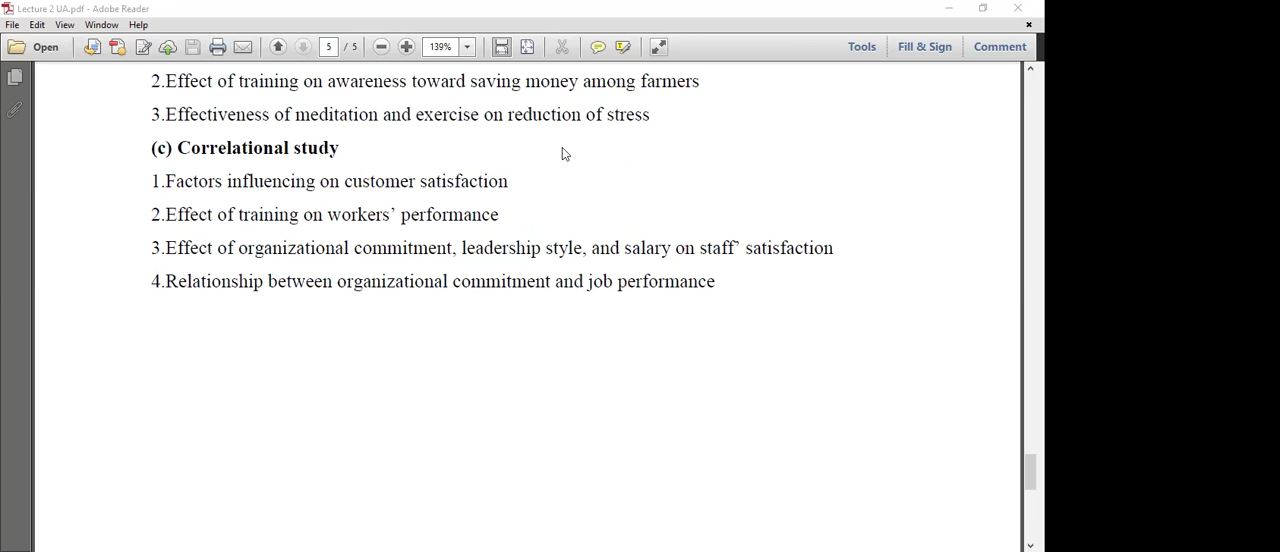 Lecture 2 UA.pdf - Adobe Reader
File Edit View Window Help
Open 5 / 5 139% Tools Fill & Sign Comment
2.Effect of training on awareness toward saving money among farmers
3.Effectiveness of meditation and exercise on reduction of stress
(c) Correlational study
1.Factors influencing on customer satisfaction
2.Effect of training on workers’ performance
3.Effect of organizational commitment, leadership style, and salary on staff’ satisfaction
4.Relationship between organizational commitment and job performance